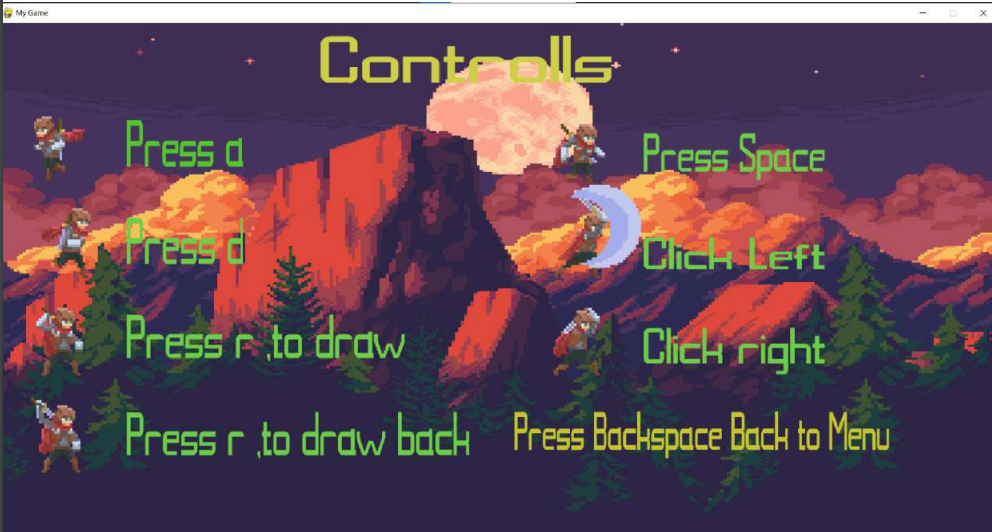 My Game
Controlls
Press a
Press d
Press r ,to draw
Press r ,to draw back
Press Space
Click Left
Click right
Press Backspace Back to Menu